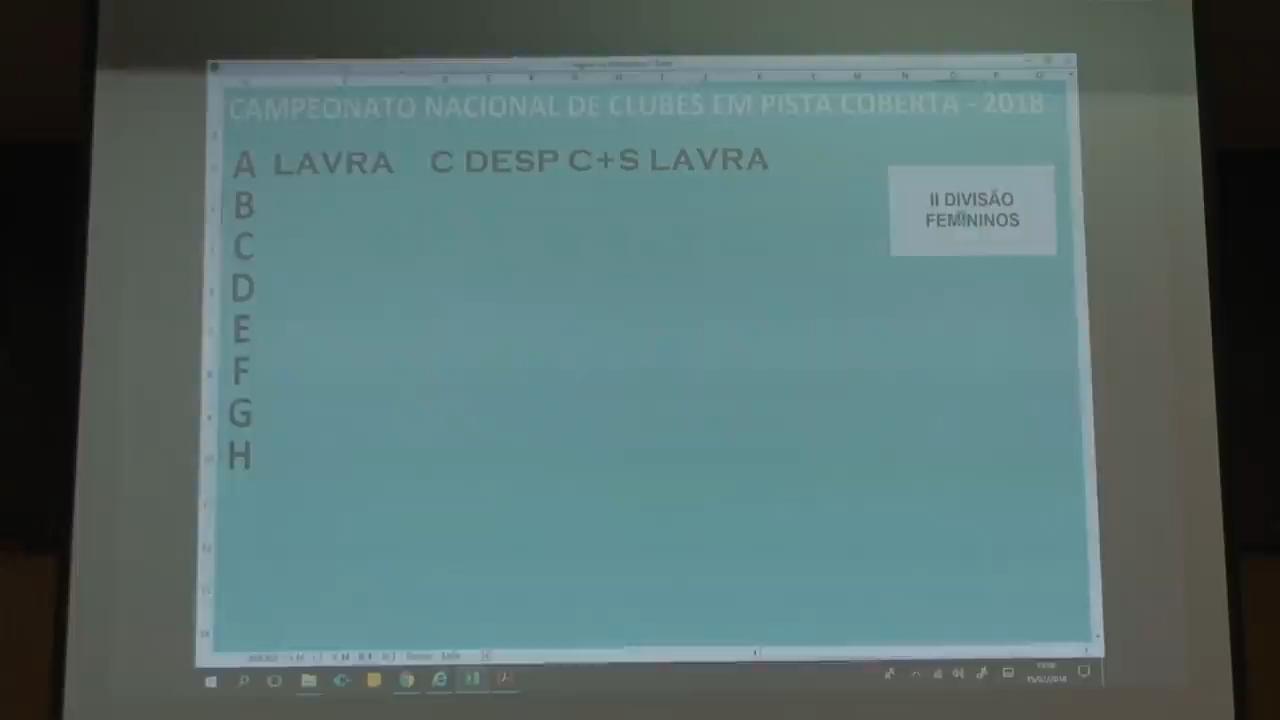 CAMPEONATO NACIONAL DE CLUBES EM PISTA COBERTA - 2018
A LAVRA C DESP C+S LAVRA
B
C
D
E
F
G
H
II DIVISÃO
FEMININOS